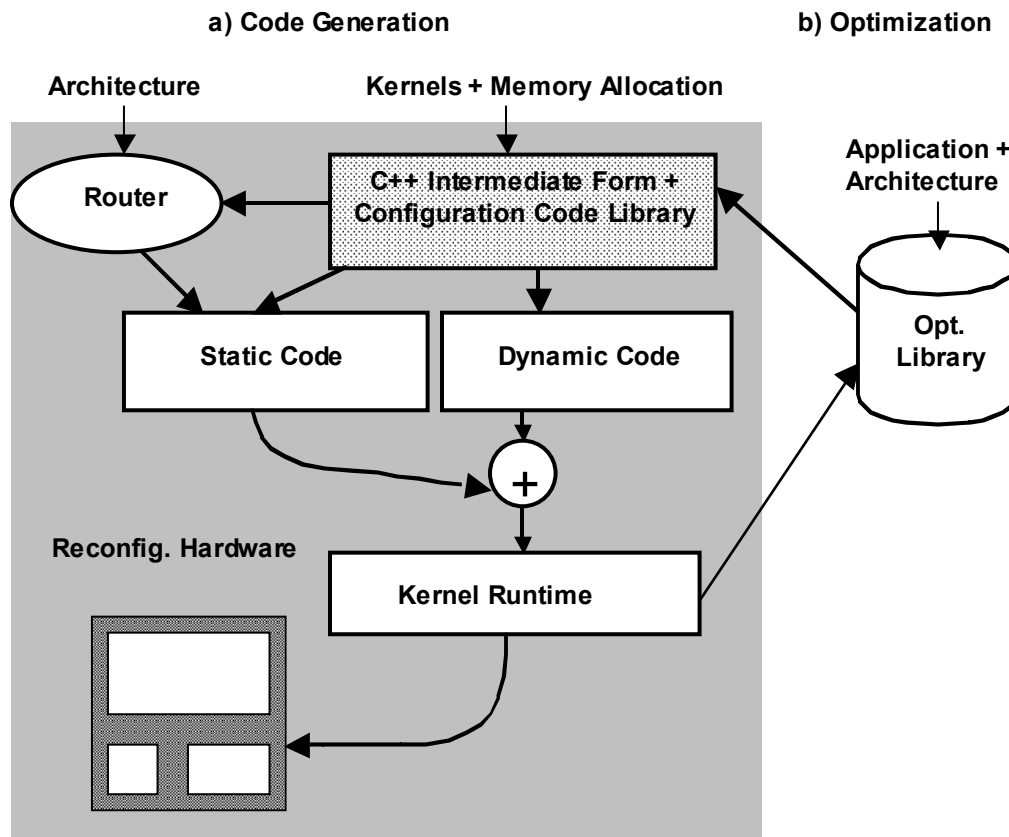 a) Code Generation
b) Optimization
Architecture
Kernels + Memory Allocation
Application +
Architecture
Router
C++ Intermediate Form +
Configuration Code Library
Static Code
Dynamic Code
Opt.
Library
+
Reconfig. Hardware
Kernel Runtime